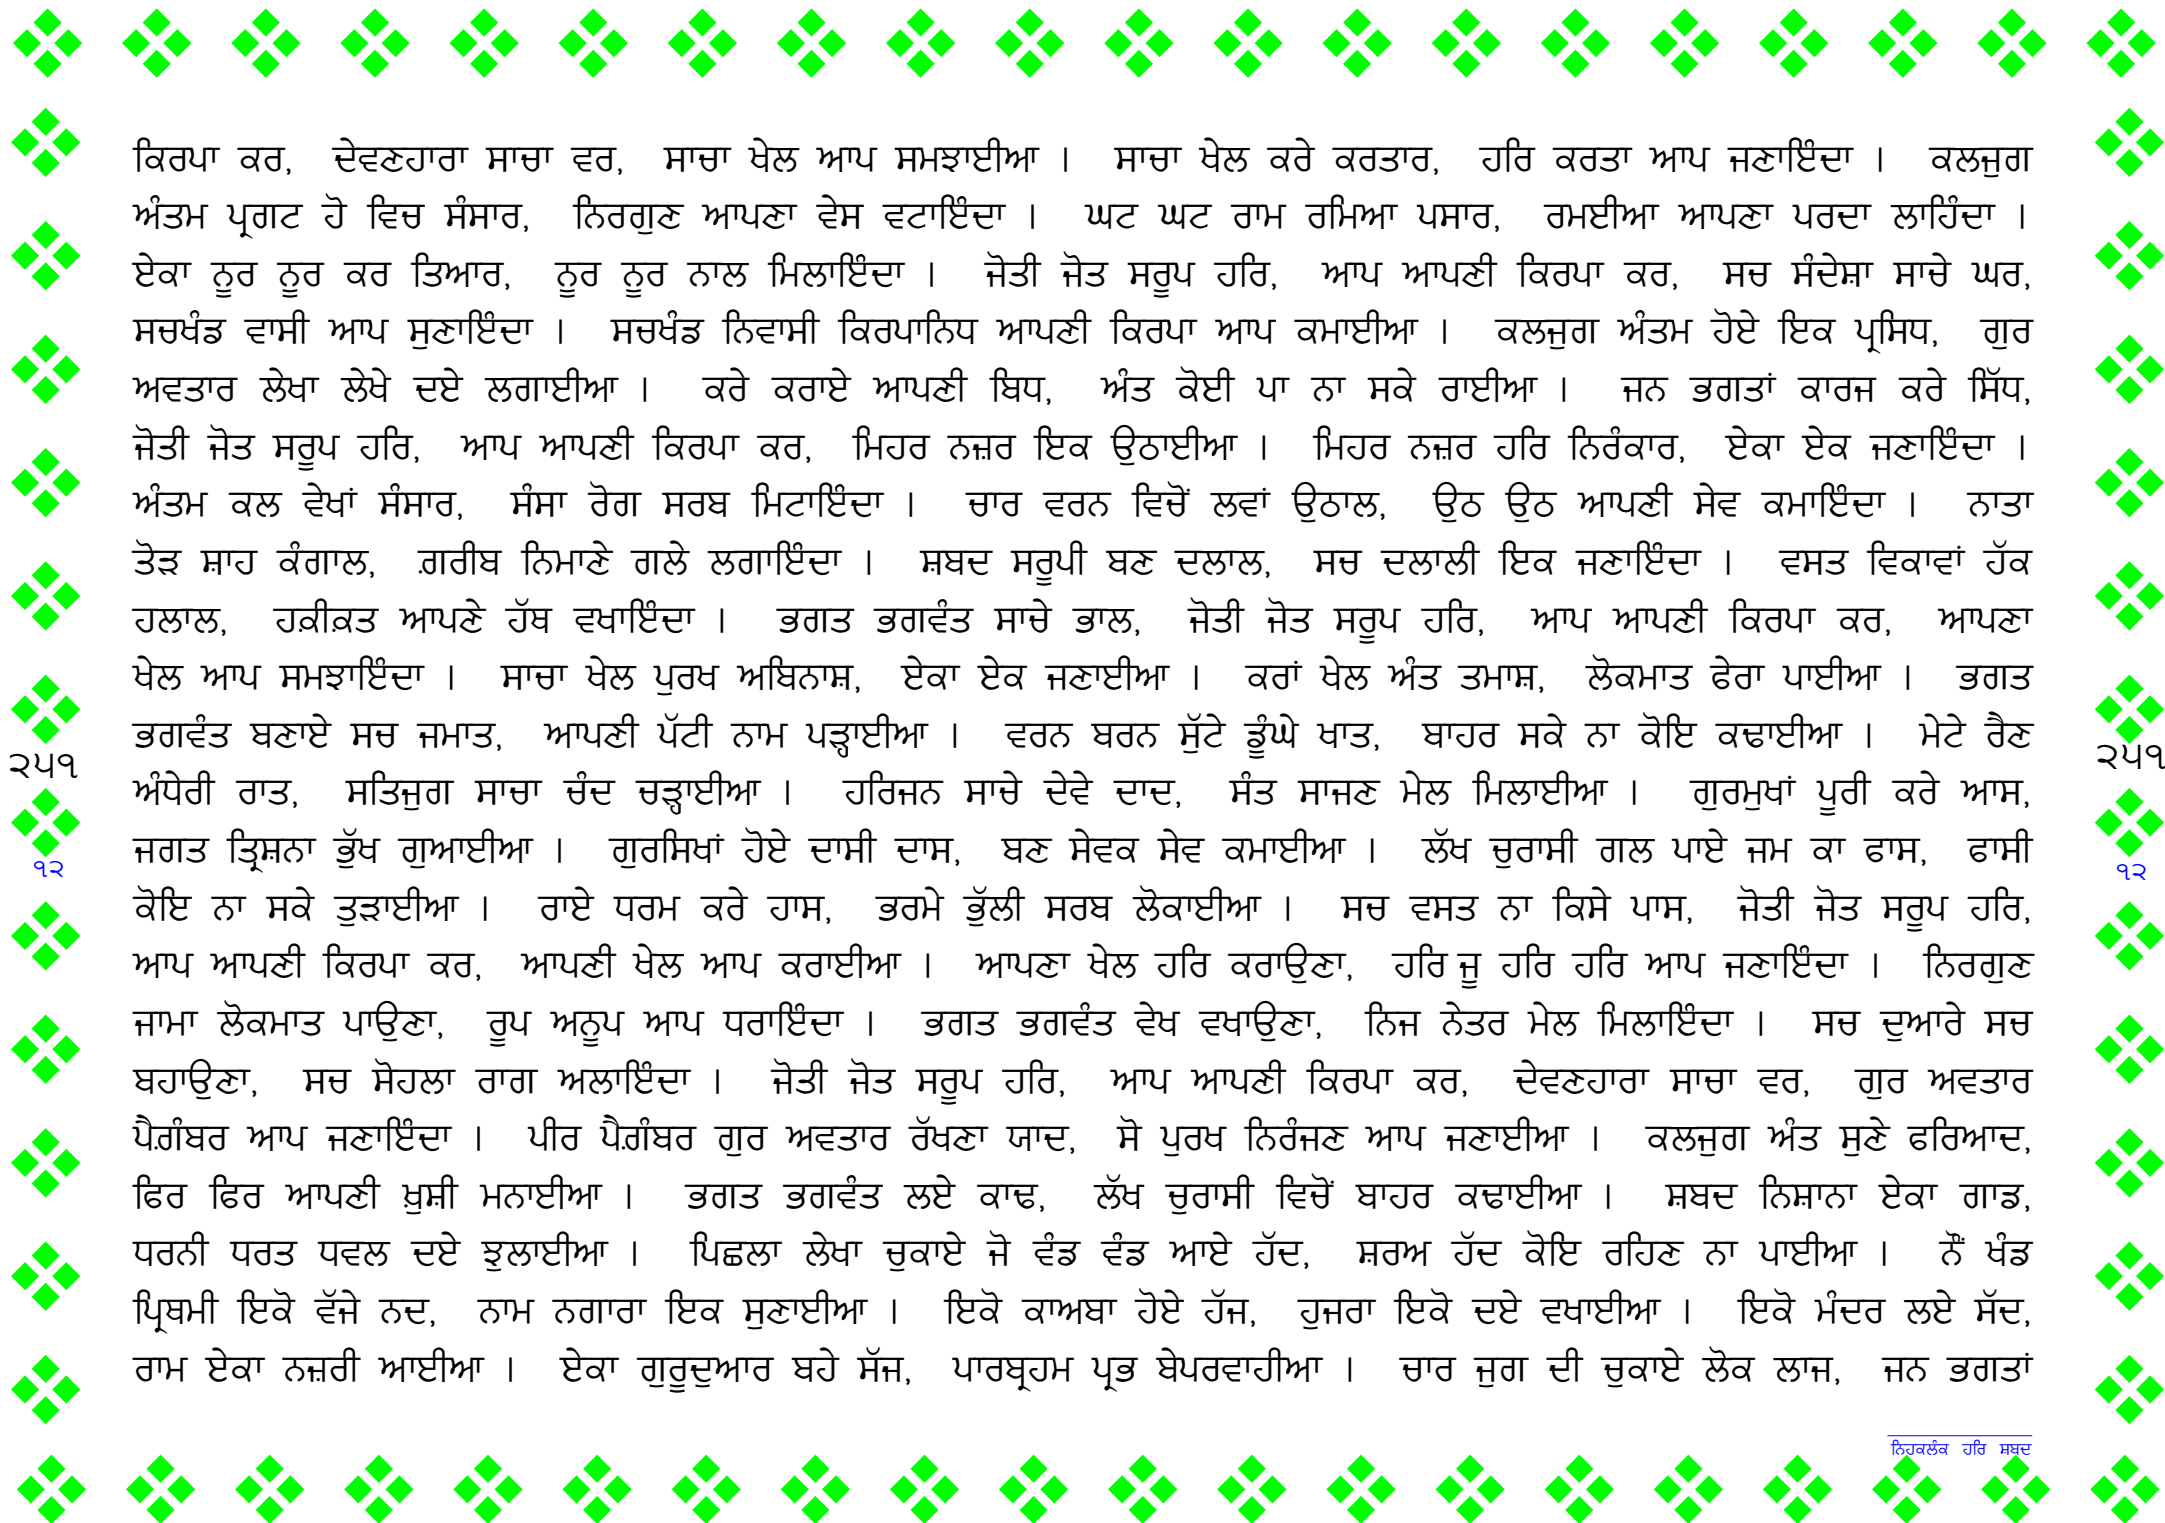 ਕਿਰਪਾ ਕਰ, ਦੇਵਣਹਾਰਾ ਸਾਚਾ ਵਰ, ਸਾਚਾ ਖੇਲ ਆਪ ਸਮਝਾਈਆ । ਸਾਚਾ ਖੇਲ ਕਰੇ ਕਰਤਾਰ, ਹਰਿ ਕਰਤਾ ਆਪ ਜਣਾਇੰਦਾ । ਕਲਜੁਗ
ਅੰਤਮ ਪ੍ਰਗਟ ਹੋ ਵਿਚ ਸੰਸਾਰ, ਨਿਰਗੁਣ ਆਪਣਾ ਵੇਸ ਵਟਾਇੰਦਾ । ਘਟ ਘਟ ਰਾਮ ਰਮਿਆ ਪਸਾਰ, ਰਮਈਆ ਆਪਣਾ ਪਰਦਾ ਲਾਹਿੰਦਾ ।
ਏਕਾ ਨੂਰ ਨੂਰ ਕਰ ਤਿਆਰ, ਨੂਰ ਨੂਰ ਨਾਲ ਮਿਲਾਇੰਦਾ । ਜੋਤੀ ਜੋਤ ਸਰੂਪ ਹਰਿ, ਆਪ ਆਪਣੀ ਕਿਰਪਾ ਕਰ, ਸਚ ਸੰਦੇਸ਼ਾ ਸਾਚੇ ਘਰ,
ਸਚਖੰਡ ਵਾਸੀ ਆਪ ਸੁਣਾਇੰਦਾ । ਸਚਖੰਡ ਨਿਵਾਸੀ ਕਿਰਪਾਨਿਧ ਆਪਣੀ ਕਿਰਪਾ ਆਪ ਕਮਾਈਆ । ਕਲਜੁਗ ਅੰਤਮ ਹੋਏ ਇਕ ਪ੍ਰਸਿਧ, ਗੁਰ
ਅਵਤਾਰ ਲੇਖਾ ਲੇਖੇ ਦਏ ਲਗਾਈਆ । ਕਰੇ ਕਰਾਏ ਆਪਣੀ ਬਿਧ, ਅੰਤ ਕੋਈ ਪਾ ਨਾ ਸਕੇ ਰਾਈਆ । ਜਨ ਭਗਤਾਂ ਕਾਰਜ ਕਰੇ ਸਿੱਧ,
ਜੋਤੀ ਜੋਤ ਸਰੂਪ ਹਰਿ, ਆਪ ਆਪਣੀ ਕਿਰਪਾ ਕਰ, ਮਿਹਰ ਨਜ਼ਰ ਇਕ ਉਠਾਈਆ । ਮਿਹਰ ਨਜ਼ਰ ਹਰਿ ਨਿਰੰਕਾਰ, ਏਕਾ ਏਕ ਜਣਾਇੰਦਾ ।
ਅੰਤਮ ਕਲ ਵੇਖਾਂ ਸੰਸਾਰ, ਸੰਸਾ ਰੋਗ ਸਰਬ ਮਿਟਾਇੰਦਾ । ਚਾਰ ਵਰਨ ਵਿਚੋਂ ਲਵਾਂ ਉਠਾਲ, ਉਠ ਉਠ ਆਪਣੀ ਸੇਵ ਕਮਾਇੰਦਾ । ਨਾਤਾ
ਤੋੜ ਸ਼ਾਹ ਕੰਗਾਲ, ਗ਼ਰੀਬ ਨਿਮਾਣੇ ਗਲੇ ਲਗਾਇੰਦਾ । ਸ਼ਬਦ ਸਰੂਪੀ ਬਣ ਦਲਾਲ, ਸਚ ਦਲਾਲੀ ਇਕ ਜਣਾਇੰਦਾ । ਵਸਤ ਵਿਕਾਵਾਂ ਹੱਕ
ਹਲਾਲ, ਹਕ਼ੀਕ਼ਤ ਆਪਣੇ ਹੱਥ ਵਖਾਇੰਦਾ । ਭਗਤ ਭਗਵੰਤ ਸਾਚੇ ਭਾਲ, ਜੋਤੀ ਜੋਤ ਸਰੂਪ ਹਰਿ, ਆਪ ਆਪਣੀ ਕਿਰਪਾ ਕਰ, ਆਪਣਾ
ਖੇਲ ਆਪ ਸਮਝਾਇੰਦਾ । ਸਾਚਾ ਖੇਲ ਪੁਰਖ ਅਬਿਨਾਸ਼, ਏਕਾ ਏਕ ਜਣਾਈਆ । ਕਰਾਂ ਖੇਲ ਅੰਤ ਤਮਾਸ਼, ਲੋਕਮਾਤ ਫੇਰਾ ਪਾਈਆ । ਭਗਤ
ਭਗਵੰਤ ਬਣਾਏ ਸਚ ਜਮਾਤ, ਆਪਣੀ ਪੱਟੀ ਨਾਮ ਪੜ੍ਹਾਈਆ । ਵਰਨ ਬਰਨ ਸੁੱਟੇ ਡੂੰਘੇ ਖਾਤ, ਬਾਹਰ ਸਕੇ ਨਾ ਕੋਇ ਕਢਾਈਆ । ਮੇਟੇ ਰੈਣ
ਅੰਧੇਰੀ ਰਾਤ, ਸਤਿਜੁਗ ਸਾਚਾ ਚੰਦ ਚੜ੍ਹਾਈਆ । ਹਰਿਜਨ ਸਾਚੇ ਦੇਵੇ ਦਾਦ, ਸੰਤ ਸਾਜਣ ਮੇਲ ਮਿਲਾਈਆ । ਗੁਰਮੁਖਾਂ ਪੂਰੀ ਕਰੇ ਆਸ,
ਜਗਤ ਤ੍ਰਿਸ਼ਨਾ ਭੁੱਖ ਗੁਆਈਆ । ਗੁਰਸਿਖਾਂ ਹੋਏ ਦਾਸੀ ਦਾਸ, ਬਣ ਸੇਵਕ ਸੇਵ ਕਮਾਈਆ । ਲੱਖ ਚੁਰਾਸੀ ਗਲ ਪਾਏ ਜਮ ਕਾ ਫਾਸ, ਫਾਸੀ
ਕੋਇ ਨਾ ਸਕੇ ਤੁੜਾਈਆ । ਰਾਏ ਧਰਮ ਕਰੇ ਹਾਸ, ਭਰਮੇ ਭੁੱਲੀ ਸਰਬ ਲੋਕਾਈਆ । ਸਚ ਵਸਤ ਨਾ ਕਿਸੇ ਪਾਸ, ਜੋਤੀ ਜੋਤ ਸਰੂਪ ਹਰਿ,
ਆਪ ਆਪਣੀ ਕਿਰਪਾ ਕਰ, ਆਪਣੀ ਖੇਲ ਆਪ ਕਰਾਈਆ । ਆਪਣਾ ਖੇਲ ਹਰਿ ਕਰਾਉਣਾ, ਹਰਿ ਜੂ ਹਰਿ ਹਰਿ ਆਪ ਜਣਾਇੰਦਾ । ਨਿਰਗੁਣ
ਜਾਮਾ ਲੋਕਮਾਤ ਪਾਉਣਾ, ਰੂਪ ਅਨੂਪ ਆਪ ਧਰਾਇੰਦਾ । ਭਗਤ ਭਗਵੰਤ ਵੇਖ ਵਖਾਉਣਾ, ਨਿਜ ਨੇਤਰ ਮੇਲ ਮਿਲਾਇੰਦਾ । ਸਚ ਦੁਆਰੇ ਸਚ
ਬਹਾਉਣਾ, ਸਚ ਸੋਹਲਾ ਰਾਗ ਅਲਾਇੰਦਾ । ਜੋਤੀ ਜੋਤ ਸਰੂਪ ਹਰਿ, ਆਪ ਆਪਣੀ ਕਿਰਪਾ ਕਰ, ਦੇਵਣਹਾਰਾ ਸਾਚਾ ਵਰ, ਗੁਰ ਅਵਤਾਰ
ਪੈਗ਼ੰਬਰ ਆਪ ਜਣਾਇੰਦਾ । ਪੀਰ ਪੈਗ਼ੰਬਰ ਗੁਰ ਅਵਤਾਰ ਰੱਖਣਾ ਯਾਦ, ਸੋ ਪੁਰਖ ਨਿਰੰਜਣ ਆਪ ਜਣਾਈਆ । ਕਲਜੁਗ ਅੰਤ ਸੁਣੇ ਫਰਿਆਦ,
ਫਿਰ ਫਿਰ ਆਪਣੀ ਖ਼ੁਸ਼ੀ ਮਨਾਈਆ । ਭਗਤ ਭਗਵੰਤ ਲਏ ਕਾਢ, ਲੱਖ ਚੁਰਾਸੀ ਵਿਚੋਂ ਬਾਹਰ ਕਢਾਈਆ । ਸ਼ਬਦ ਨਿਸ਼ਾਨਾ ਏਕਾ ਗਾਡ,
ਧਰਨੀ ਧਰਤ ਧਵਲ ਦਏ ਝੁਲਾਈਆ । ਪਿਛਲਾ ਲੇਖਾ ਚੁਕਾਏ ਜੋ ਵੰਡ ਵੰਡ ਆਏ ਹੱਦ, ਸ਼ਰਅ ਹੱਦ ਕੋਇ ਰਹਿਣ ਨਾ ਪਾਈਆ । ਨੌਂ ਖੰਡ
ਪ੍ਰਿਥਮੀ ਇਕੋ ਵੱਜੇ ਨਦ, ਨਾਮ ਨਗਾਰਾ ਇਕ ਸੁਣਾਈਆ । ਇਕੋ ਕਾਅਬਾ ਹੋਏ ਹੱਜ, ਹੁਜਰਾ ਇਕੋ ਦਏ ਵਖਾਈਆ । ਇਕੋ ਮੰਦਰ ਲਏ ਸੱਦ,
ਰਾਮ ਏਕਾ ਨਜ਼ਰੀ ਆਈਆ । ਏਕਾ ਗੁਰੂਦੁਆਰ ਬਹੇ ਸੱਜ, ਪਾਰਬ੍ਰਹਮ ਪ੍ਰਭ ਬੇਪਰਵਾਹੀਆ । ਚਾਰ ਜੁਗ ਦੀ ਚੁਕਾਏ ਲੋਕ ਲਾਜ, ਜਨ ਭਗਤਾਂ
੨੫੧
੨੫੧
੧੨
੧੨
ਨਿਹਕਲੰਕ ਹਰਿ ਸ਼ਬਦ